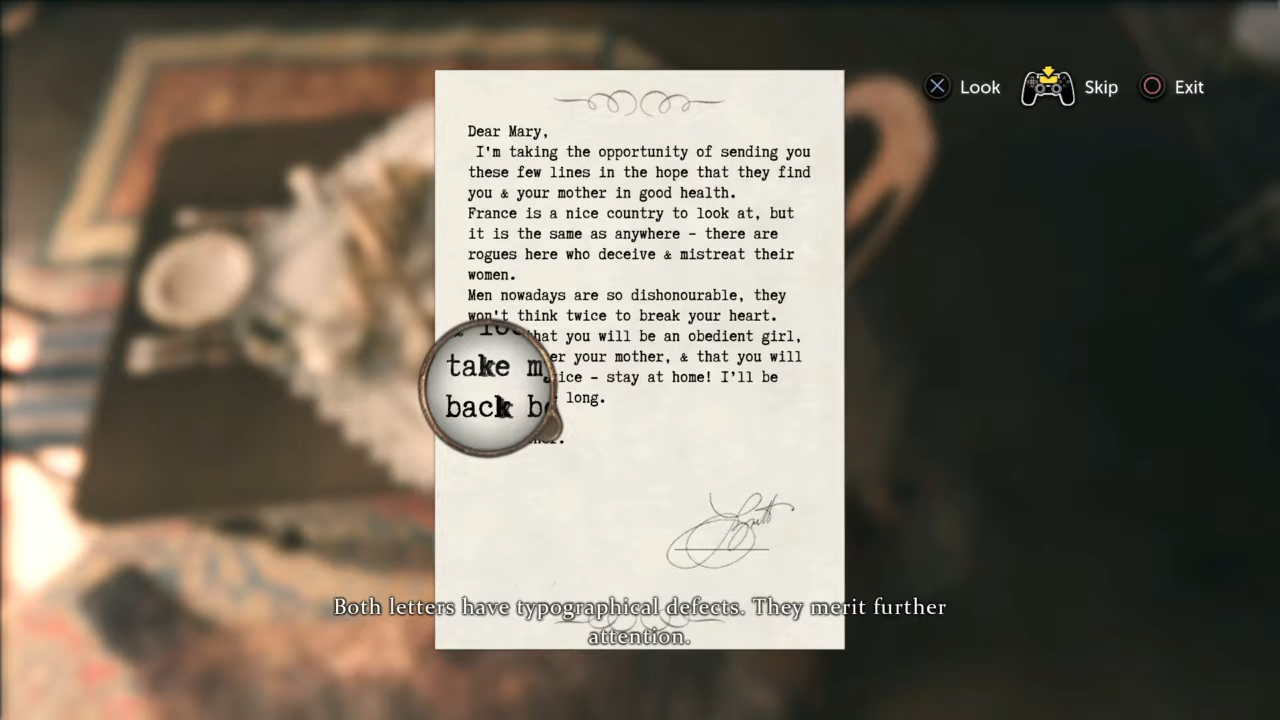 Look Skip Exit
Dear Mary,
I'm taking the opportunity of sending you
these few lines in the hope that they find
you & your mother in good health.
France is a nice country to look at, but
it is the same as anywhere – there are
rogues here who deceive & mistreat their
women.
Men nowadays are so dishonourable, they
won't think twice to break your heart.
that you will be an obedient girl,
your mother, & that you will
take – stay at home! I'll be
back long.
Both letters have typographical defects. They merit further
attention.